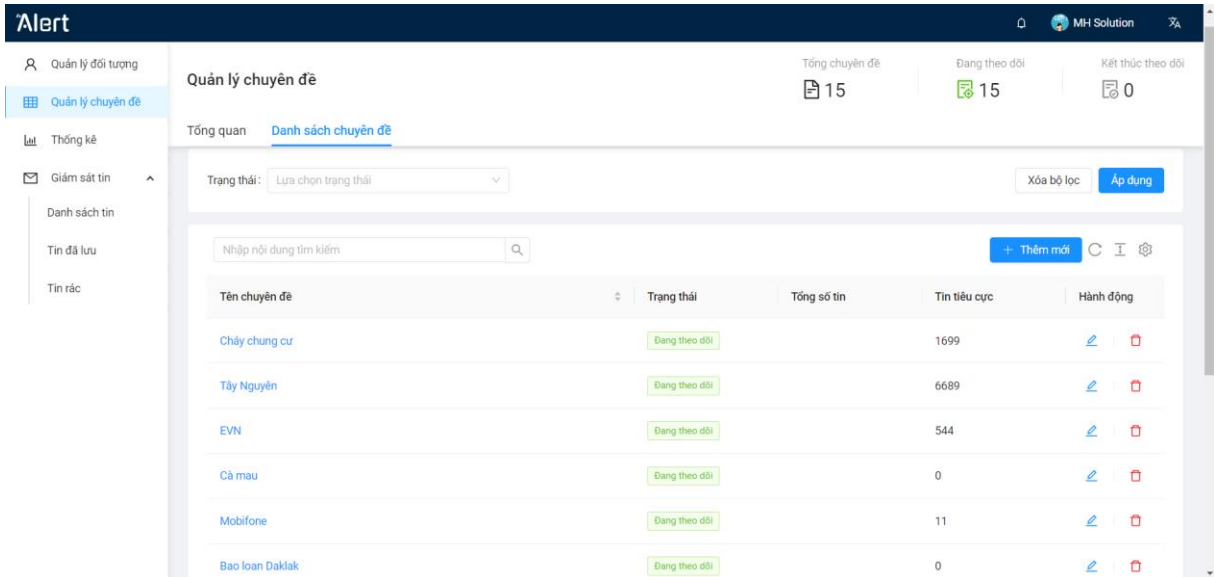 Alert
MH Solution
Quản lý đối tượng
Quản lý chuyên đề
Thống kê
Giám sát tin
Danh sách tin
Tin đã lưu
Tin rác
Quản lý chuyên đề
Tổng chuyên đề
15
Đang theo dõi
15
Kết thúc theo dõi
0
Tổng quan Danh sách chuyên đề
Trạng thái: Lựa chọn trạng thái Xóa bộ lọc Áp dụng
Nhập nội dung tìm kiếm + Thêm mới
Tên chuyên đề Trạng thái Tổng số tin Tin tiêu cực Hành động
Cháy chung cư Đang theo dõi 1699
Tây Nguyên Đang theo dõi 6689
EVN Đang theo dõi 544
Cà mau Đang theo dõi 0
Mobifone Đang theo dõi 11
Bao loan Daklak Đang theo dõi 0